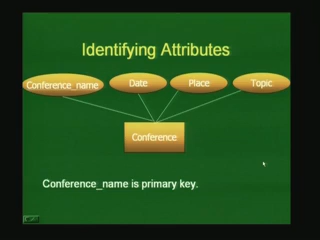 Identifying Attributes
Conference_name
Date
Place
Topic
Conference
Conference_name is primary key.